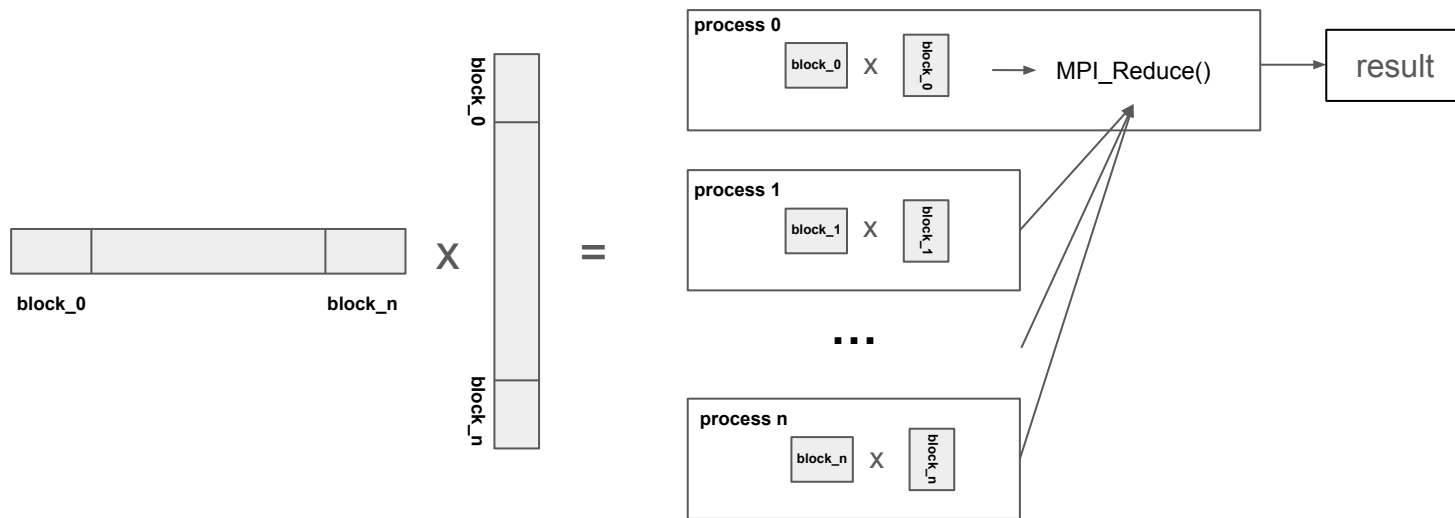 block_0
block_n
X
block_0
block_n
=
process 0
block_0
X
block_0
MPI_Reduce()
result
process 1
block_1
X
block_1
...
process n
block_n
X
block_n